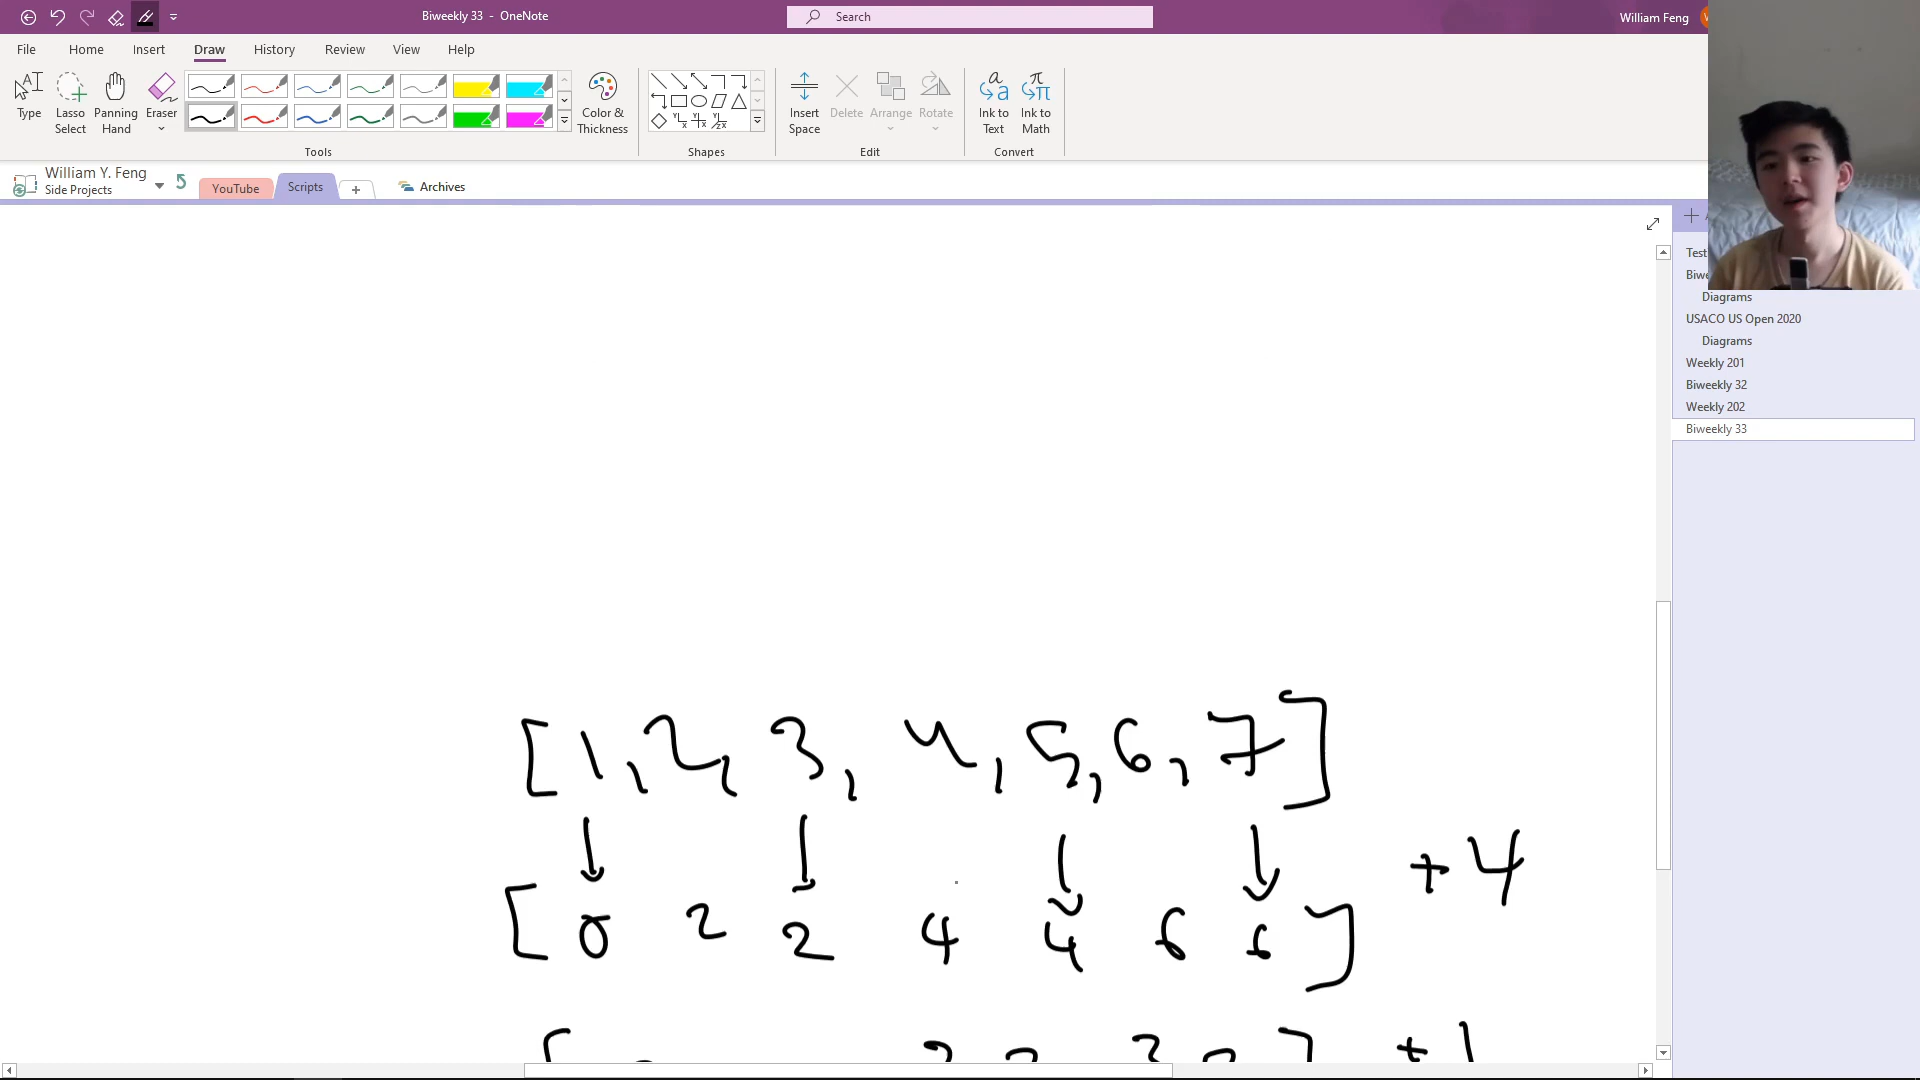 Biweekly 33 - OneNote
Search
William Feng
File Home Insert Draw History Review View Help
Type
Lasso Select
Panning Hand
Eraser
Color & Thickness
Insert Space
Delete
Arrange
Rotate
Ink to Text
Ink to Math
Tools
Shapes
Edit
Convert
William Y. Feng
Side Projects
YouTube
Scripts
Archives
Test
Biwe
Diagrams
USACO US Open 2020
Diagrams
Weekly 201
Biweekly 32
Weekly 202
Biweekly 33
[1, 2, 3, 4, 5, 6, 7]
+4
[0 2 2 4 4 6 6]
+1